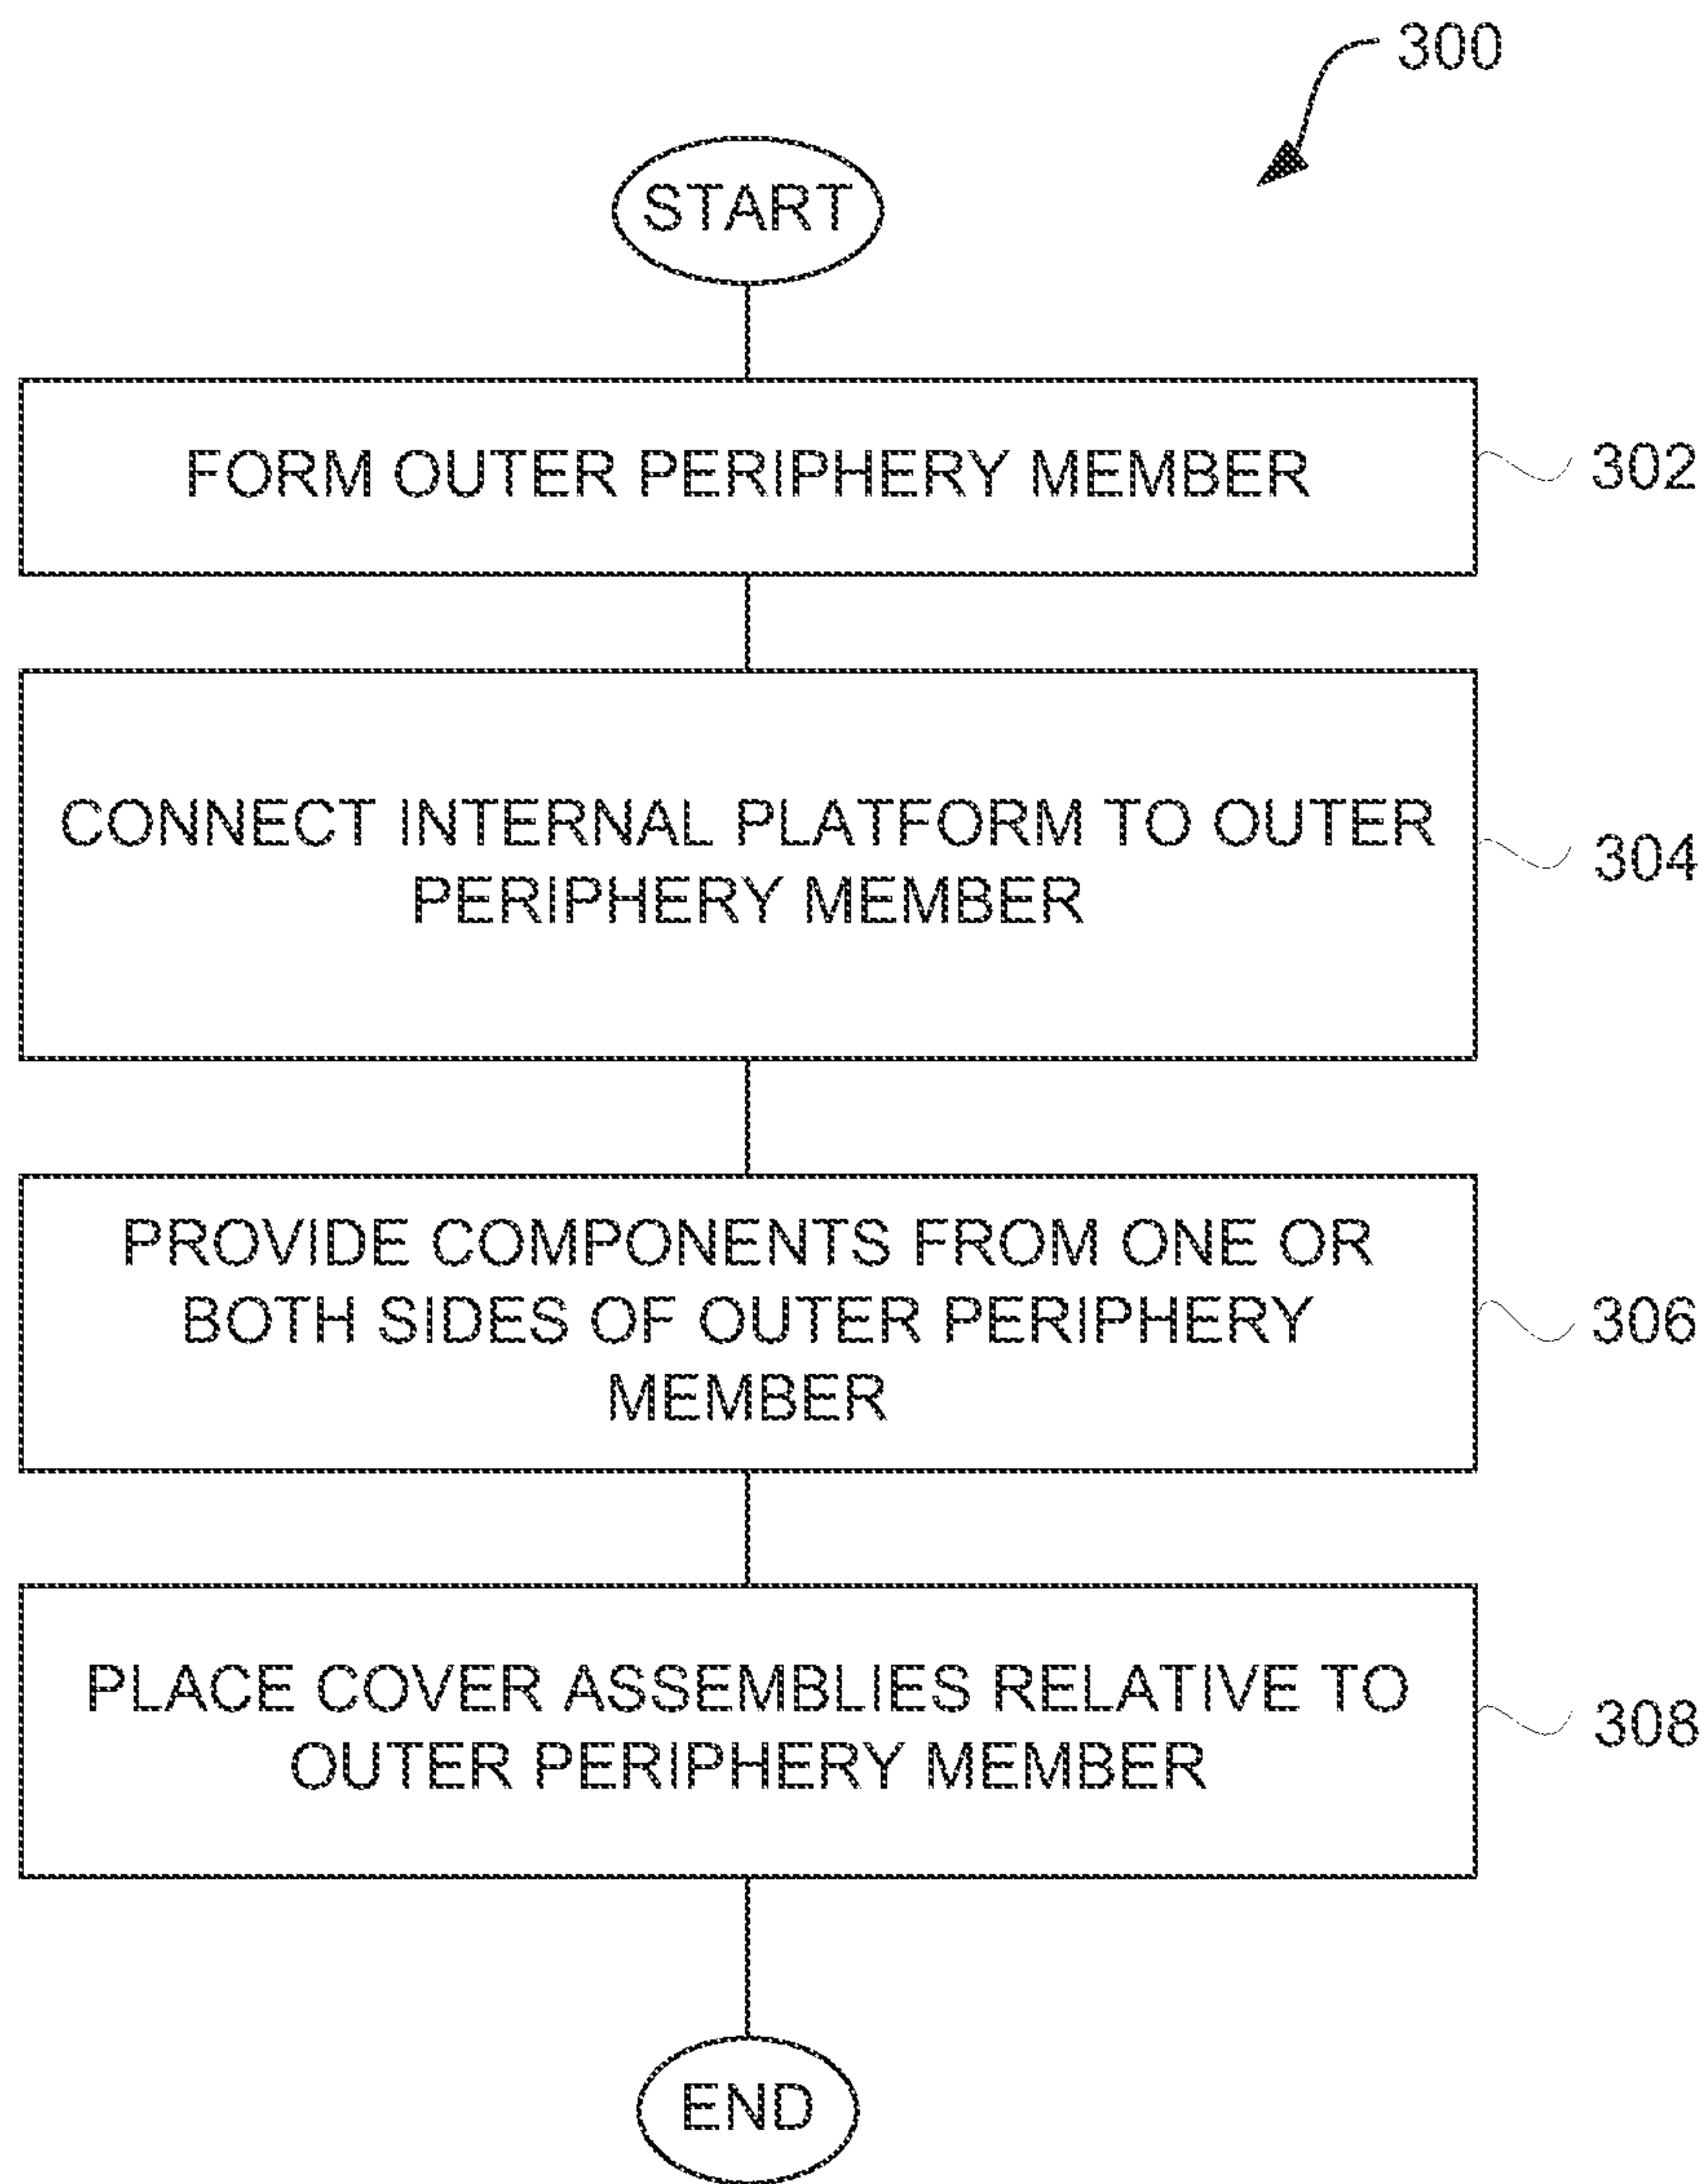 300
START
FORM OUTER PERIPHERY MEMBER
302
CONNECT INTERNAL PLATFORM TO OUTER
PERIPHERY MEMBER
304
PROVIDE COMPONENTS FROM ONE OR
BOTH SIDES OF OUTER PERIPHERY
MEMBER
306
PLACE COVER ASSEMBLIES RELATIVE TO
OUTER PERIPHERY MEMBER
308
END